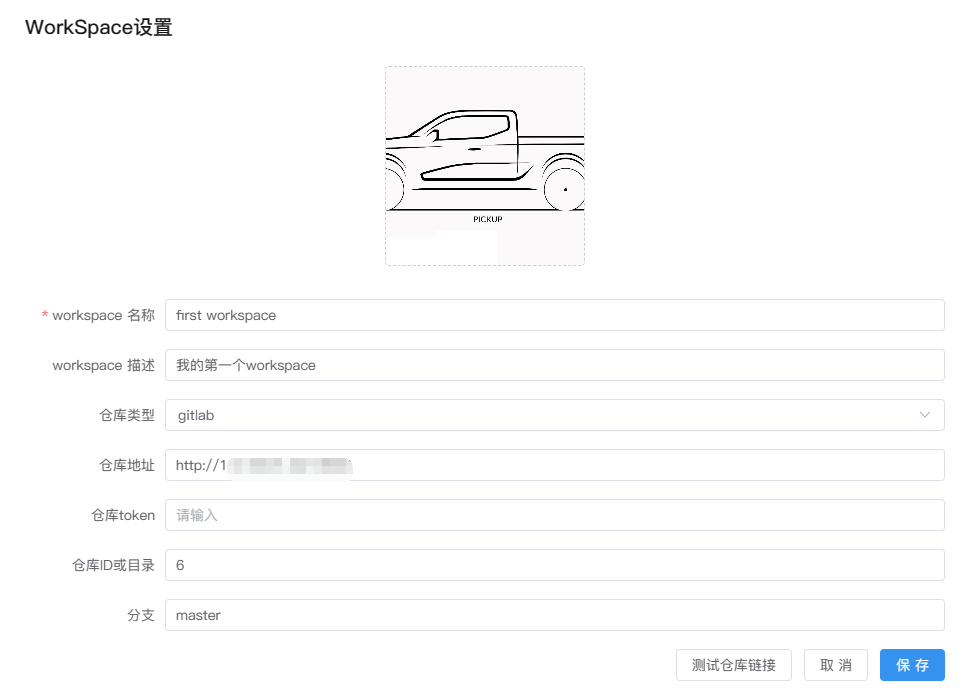 WorkSpace设置
PICKUP
* workspace 名称 first workspace
workspace 描述 我的第一个workspace
仓库类型 gitlab
仓库地址 http://1
仓库token 请输入
仓库ID或目录 6
分支 master
测试仓库链接 取 消 保 存